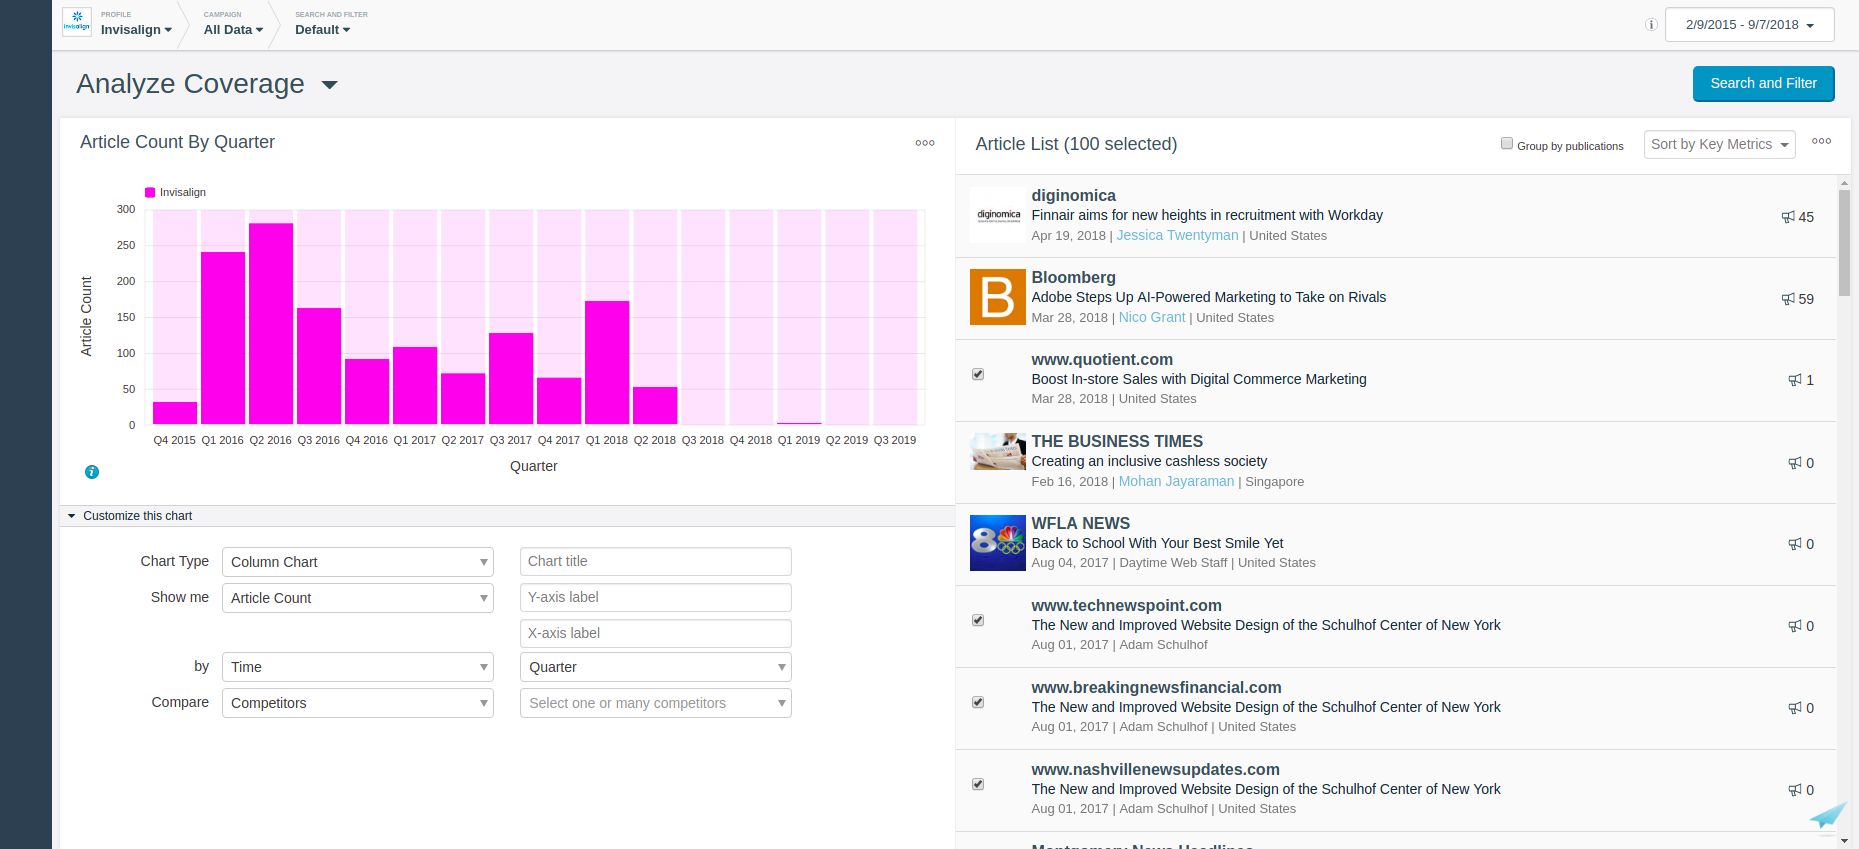 invisalign
PROFILE
Invisalign
CAMPAIGN
All Data
SEARCH AND FILTER
Default
i
2/9/2015 - 9/7/2018
Analyze Coverage
Search and Filter
Article Count By Quarter
Invisalign
300
250
200
150
100
50
0
Article Count
Q4 2015 Q1 2016 Q2 2016 Q3 2016 Q4 2016 Q1 2017 Q2 2017 Q3 2017 Q4 2017 Q1 2018 Q2 2018 Q3 2018 Q4 2018 Q1 2019 Q2 2019 Q3 2019
Quarter
i
Customize this chart
Chart Type
Column Chart
Chart title
Show me
Article Count
Y-axis label
X-axis label
by
Time
Quarter
Compare
Competitors
Select one or many competitors
Article List (100 selected)
Group by publications
Sort by Key Metrics
diginomica
diginomica
Finnair aims for new heights in recruitment with Workday
Apr 19, 2018 | Jessica Twentyman | United States
45
B
Bloomberg
Adobe Steps Up AI-Powered Marketing to Take on Rivals
Mar 28, 2018 | Nico Grant | United States
59
www.quotient.com
Boost In-store Sales with Digital Commerce Marketing
Mar 28, 2018 | United States
1
THE BUSINESS TIMES
Creating an inclusive cashless society
Feb 16, 2018 | Mohan Jayaraman | Singapore
0
8
WFLA NEWS
Back to School With Your Best Smile Yet
Aug 04, 2017 | Daytime Web Staff | United States
0
www.technewspoint.com
The New and Improved Website Design of the Schulhof Center of New York
Aug 01, 2017 | Adam Schulhof
0
www.breakingnewsfinancial.com
The New and Improved Website Design of the Schulhof Center of New York
Aug 01, 2017 | Adam Schulhof | United States
0
www.nashvillenewsupdates.com
The New and Improved Website Design of the Schulhof Center of New York
Aug 01, 2017 | Adam Schulhof | United States
0
Montgomery News Headlines